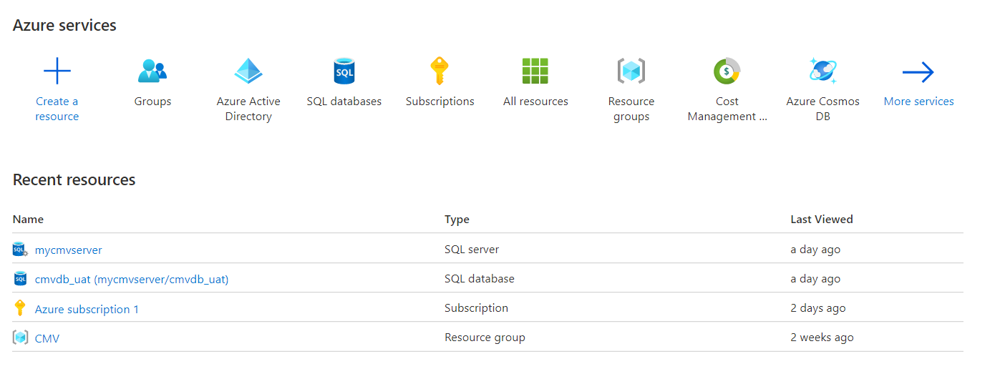 Azure services
Create a resource
Groups
Azure Active Directory
SQL databases
Subscriptions
All resources
Resource groups
Cost Management ...
Azure Cosmos DB
More services
Recent resources
Name Type Last Viewed
mycmvserver SQL server a day ago
cmvdb_uat (mycmvserver/cmvdb_uat) SQL database a day ago
Azure subscription 1 Subscription 2 days ago
CMV Resource group 2 weeks ago